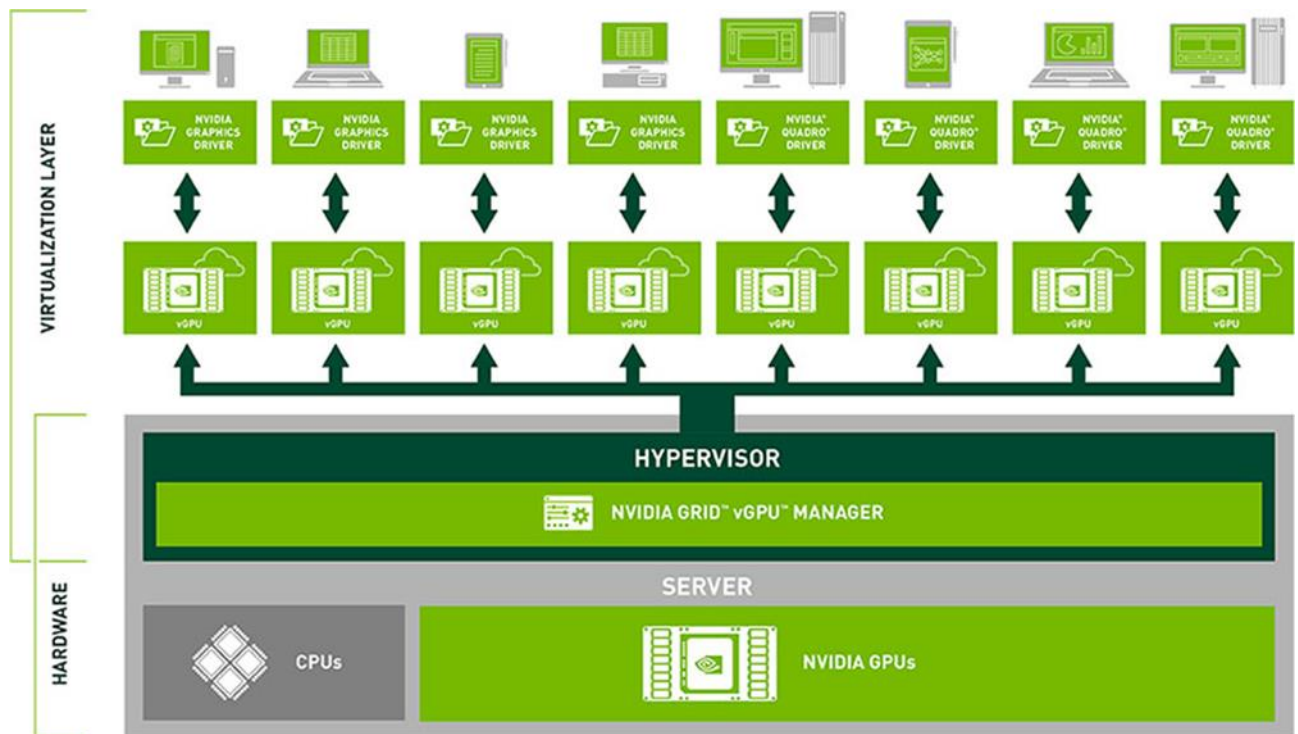 VIRTUALIZATION LAYER
NVIDIA
GRAPHICS
DRIVER
NVIDIA
GRAPHICS
DRIVER
NVIDIA
GRAPHICS
DRIVER
NVIDIA
GRAPHICS
DRIVER
NVIDIA®
QUADRO®
DRIVER
NVIDIA®
QUADRO®
DRIVER
NVIDIA®
QUADRO®
DRIVER
NVIDIA®
QUADRO®
DRIVER
vGPU
vGPU
vGPU
vGPU
vGPU
vGPU
vGPU
vGPU
HYPERVISOR
NVIDIA GRID™ vGPU™ MANAGER
HARDWARE
SERVER
CPUs
NVIDIA GPUs